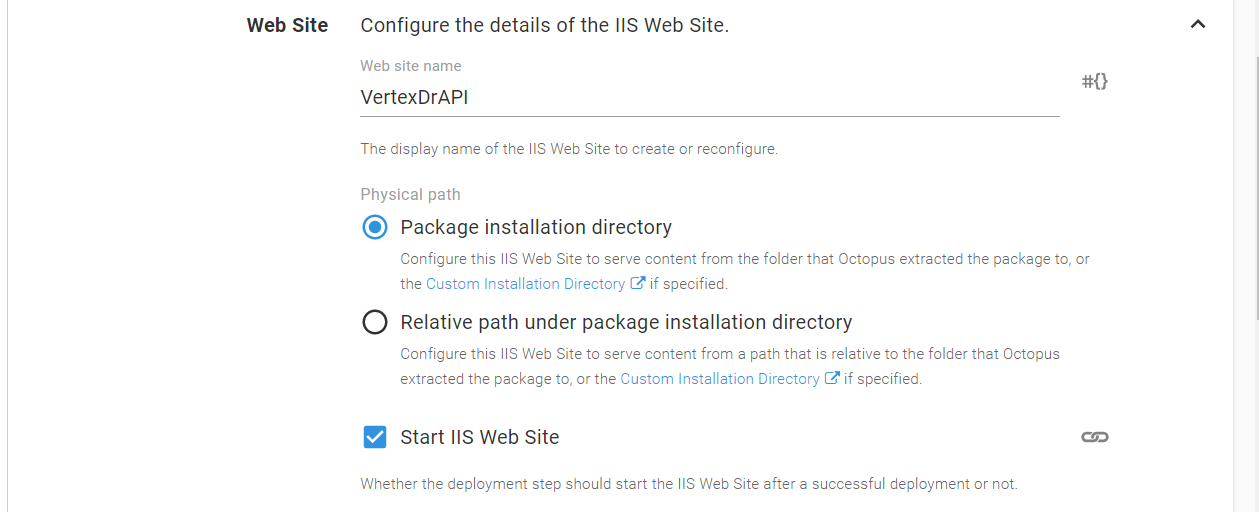 Web Site Configure the details of the IIS Web Site.
Web site name
VertexDrAPI
#{}
The display name of the IIS Web Site to create or reconfigure.
Physical path
Package installation directory
Configure this IIS Web Site to serve content from the folder that Octopus extracted the package to, or
the Custom Installation Directory if specified.
Relative path under package installation directory
Configure this IIS Web Site to serve content from a path that is relative to the folder that Octopus
extracted the package to, or the Custom Installation Directory if specified.
Start IIS Web Site
Whether the deployment step should start the IIS Web Site after a successful deployment or not.